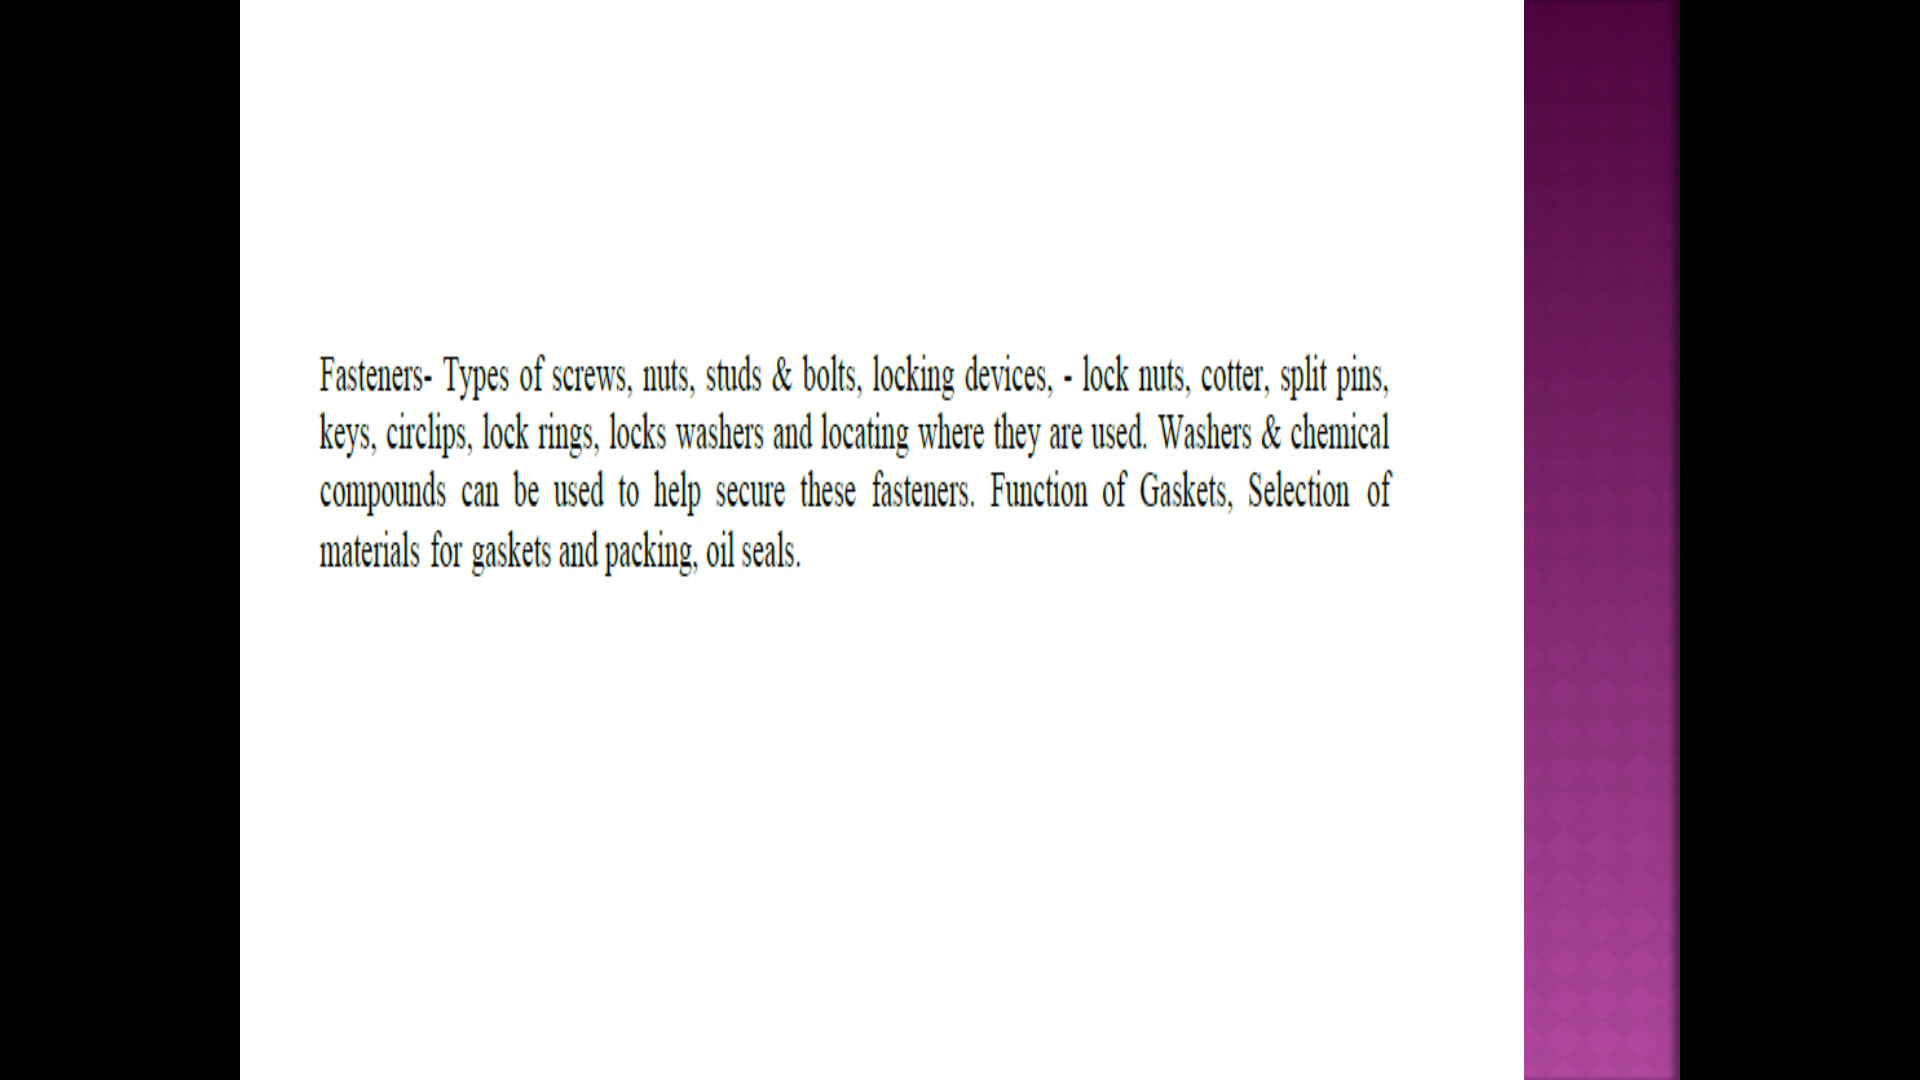 Fasteners- Types of screws, nuts, studs & bolts, locking devices, - lock nuts, cotter, split pins,
keys, circlips, lock rings, locks washers and locating where they are used. Washers & chemical
compounds can be used to help secure these fasteners. Function of Gaskets, Selection of
materials for gaskets and packing, oil seals.